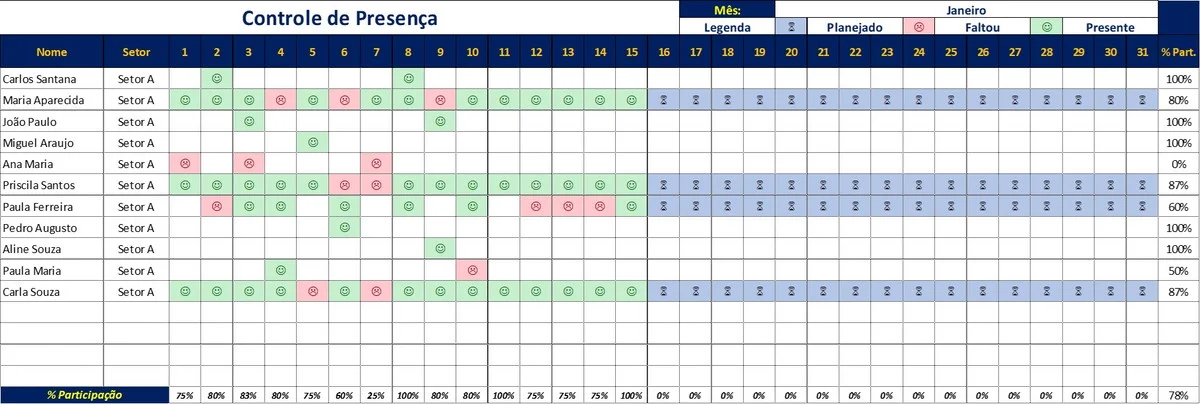 Controle de Presença
Mês: Janeiro
Legenda Planejado Faltou Presente
Nome Setor 1 2 3 4 5 6 7 8 9 10 11 12 13 14 15 16 17 18 19 20 21 22 23 24 25 26 27 28 29 30 31 % Part.
Carlos Santana Setor A 100%
Maria Aparecida Setor A 80%
João Paulo Setor A 100%
Miguel Araujo Setor A 100%
Ana Maria Setor A 0%
Priscila Santos Setor A 87%
Paula Ferreira Setor A 60%
Pedro Augusto Setor A 100%
Aline Souza Setor A 100%
Paula Maria Setor A 50%
Carla Souza Setor A 87%
% Participação 75% 80% 83% 80% 75% 60% 25% 100% 80% 80% 100% 75% 75% 75% 100% 0% 0% 0% 0% 0% 0% 0% 0% 0% 0% 0% 0% 0% 0% 0% 0% 78%